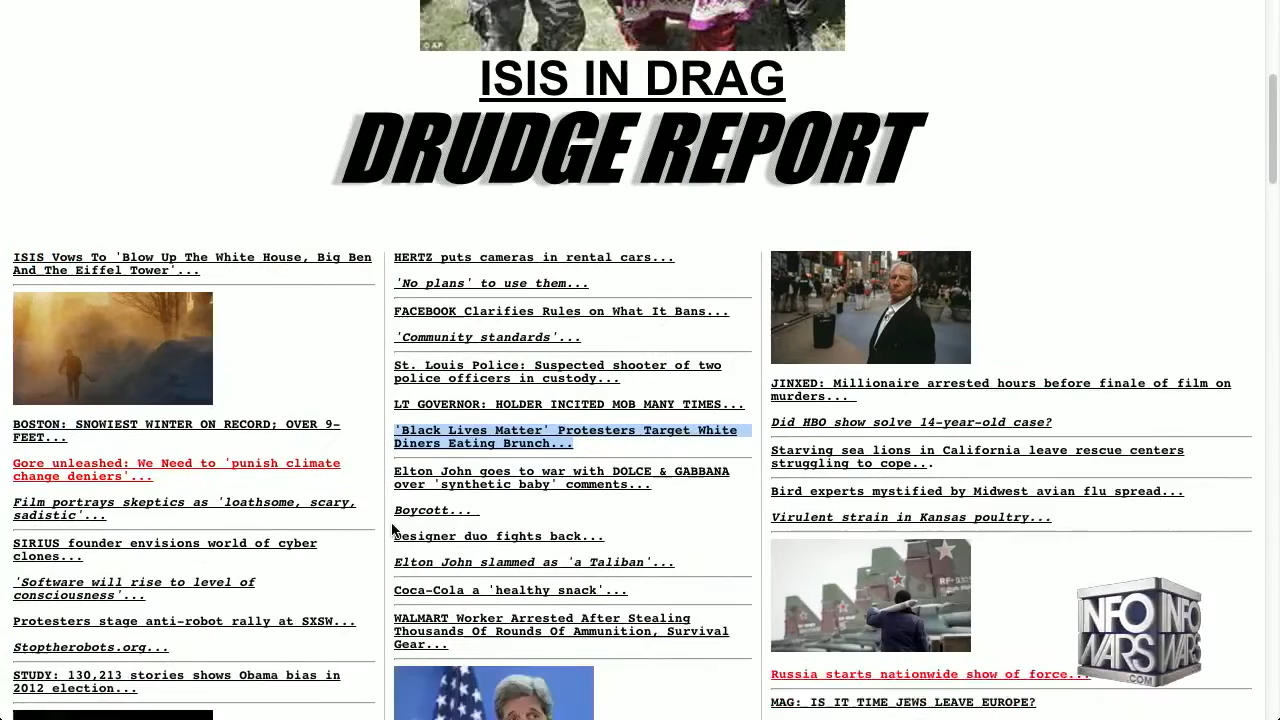 © AP
ISIS IN DRAG
DRUDGE REPORT
ISIS Vows To 'Blow Up The White House, Big Ben
And The Eiffel Tower'...
BOSTON: SNOWIEST WINTER ON RECORD; OVER 9-
FEET...
Gore unleashed: We Need to 'punish climate
change deniers'...
Film portrays skeptics as 'loathsome, scary,
sadistic'...
SIRIUS founder envisions world of cyber
clones...
'Software will rise to level of
consciousness'...
Protesters stage anti-robot rally at SXSW...
Stoptherobots.org...
STUDY: 130,213 stories shows Obama bias in
2012 election...
HERTZ puts cameras in rental cars...
'No plans' to use them...
FACEBOOK Clarifies Rules on What It Bans...
'Community standards'...
St. Louis Police: Suspected shooter of two
police officers in custody...
LT GOVERNOR: HOLDER INCITED MOB MANY TIMES...
'Black Lives Matter' Protesters Target White
Diners Eating Brunch...
Elton John goes to war with DOLCE & GABBANA
over 'synthetic baby' comments...
Boycott...
Designer duo fights back...
Elton John slammed as 'a Taliban'...
Coca-Cola a 'healthy snack'...
WALMART Worker Arrested After Stealing
Thousands Of Rounds Of Ammunition, Survival
Gear...
JINXED: Millionaire arrested hours before finale of film on
murders...
Did HBO show solve 14-year-old case?
Starving sea lions in California leave rescue centers
struggling to cope...
Bird experts mystified by Midwest avian flu spread...
Virulent strain in Kansas poultry...
Russia starts nationwide show of force...
MAG: IS IT TIME JEWS LEAVE EUROPE?
INFO
WARS
.COM
INFO
WARS